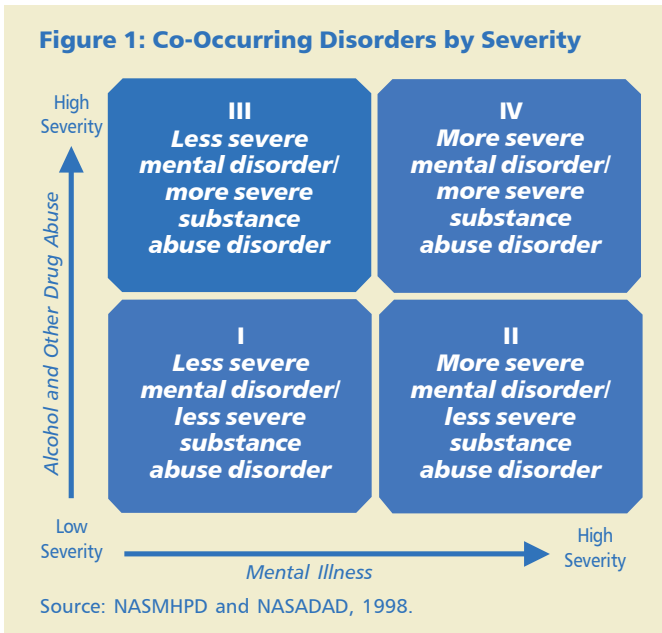 Figure 1: Co-Occurring Disorders by Severity
High
Severity
Alcohol and Other Drug Abuse
III
Less severe
mental disorder/
more severe
substance
abuse disorder
IV
More severe
mental disorder/
more severe
substance
abuse disorder
I
Less severe
mental disorder/
less severe
substance
abuse disorder
II
More severe
mental disorder/
less severe
substance
abuse disorder
Low
Severity
Mental Illness
High
Severity
Source: NASMHPD and NASADAD, 1998.